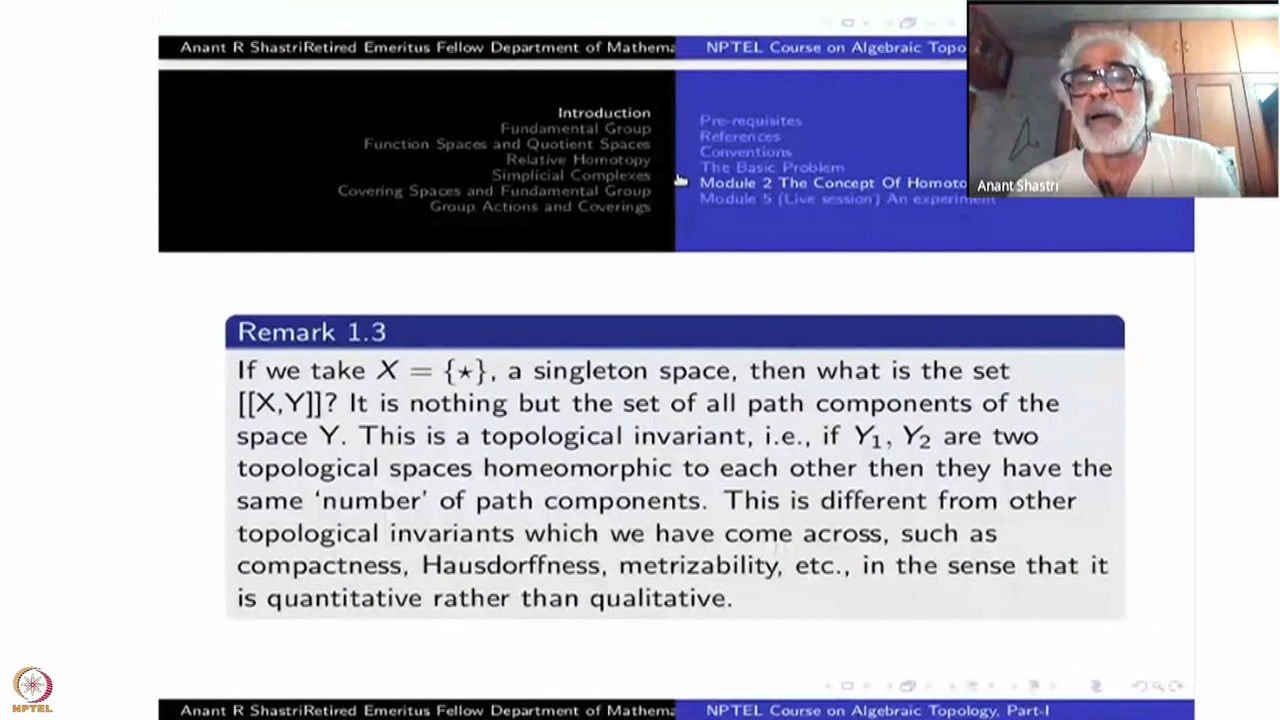 Anant R ShastriRetired Emeritus Fellow Department of Mathema
NPTEL Course on Algebraic Topo
Introduction
Fundamental Group
Function Spaces and Quotient Spaces
Relative Homotopy
Simplicial Complexes
Covering Spaces and Fundamental Group
Group Actions and Coverings
Pre-requisites
References
Conventions
The Basic Problem
Module 2 The Concept Of Homoto
Module 5 (Live session) An experiment
Anant Shastri
Remark 1.3
If we take X = {⋆}, a singleton space, then what is the set
[[X,Y]]? It is nothing but the set of all path components of the
space Y. This is a topological invariant, i.e., if Y₁, Y₂ are two
topological spaces homeomorphic to each other then they have the
same ‘number’ of path components. This is different from other
topological invariants which we have come across, such as
compactness, Hausdorffness, metrizability, etc., in the sense that it
is quantitative rather than qualitative.
NPTEL
Anant R ShastriRetired Emeritus Fellow Department of Mathema
NPTEL Course on Algebraic Topology, Part-I